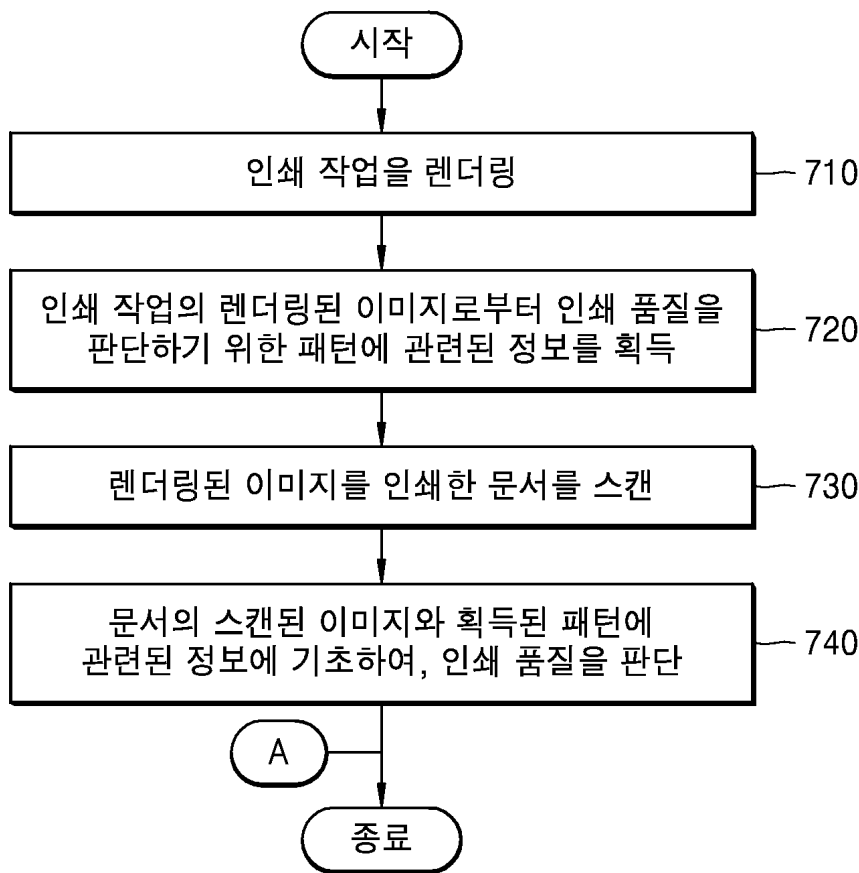 시작
인쇄 작업을 렌더링
710
인쇄 작업의 렌더링된 이미지로부터 인쇄 품질을
판단하기 위한 패턴에 관련된 정보를 획득
720
렌더링된 이미지를 인쇄한 문서를 스캔
730
문서의 스캔된 이미지와 획득된 패턴에
관련된 정보에 기초하여, 인쇄 품질을 판단
740
A
종료